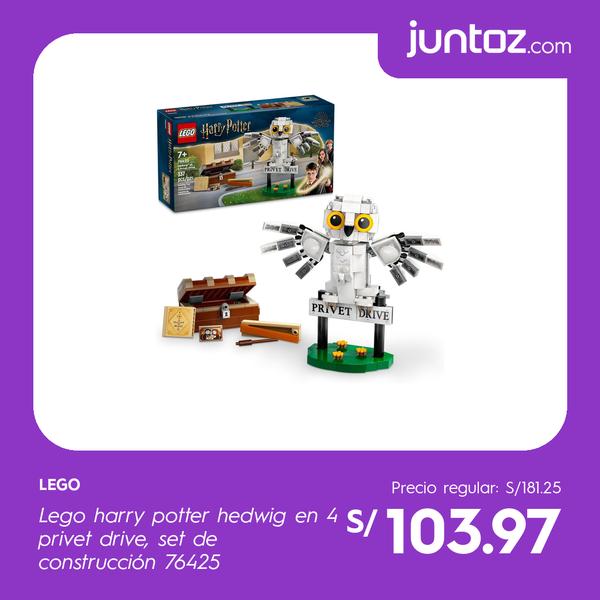 juntoz.com
LEGO
Harry Potter
7+
PRIVET DRIVE
PRIVET DRIVE
LEGO
Precio regular: S/181.25
Lego harry potter hedwig en 4
privet drive, set de
construcción 76425
S/ 103.97